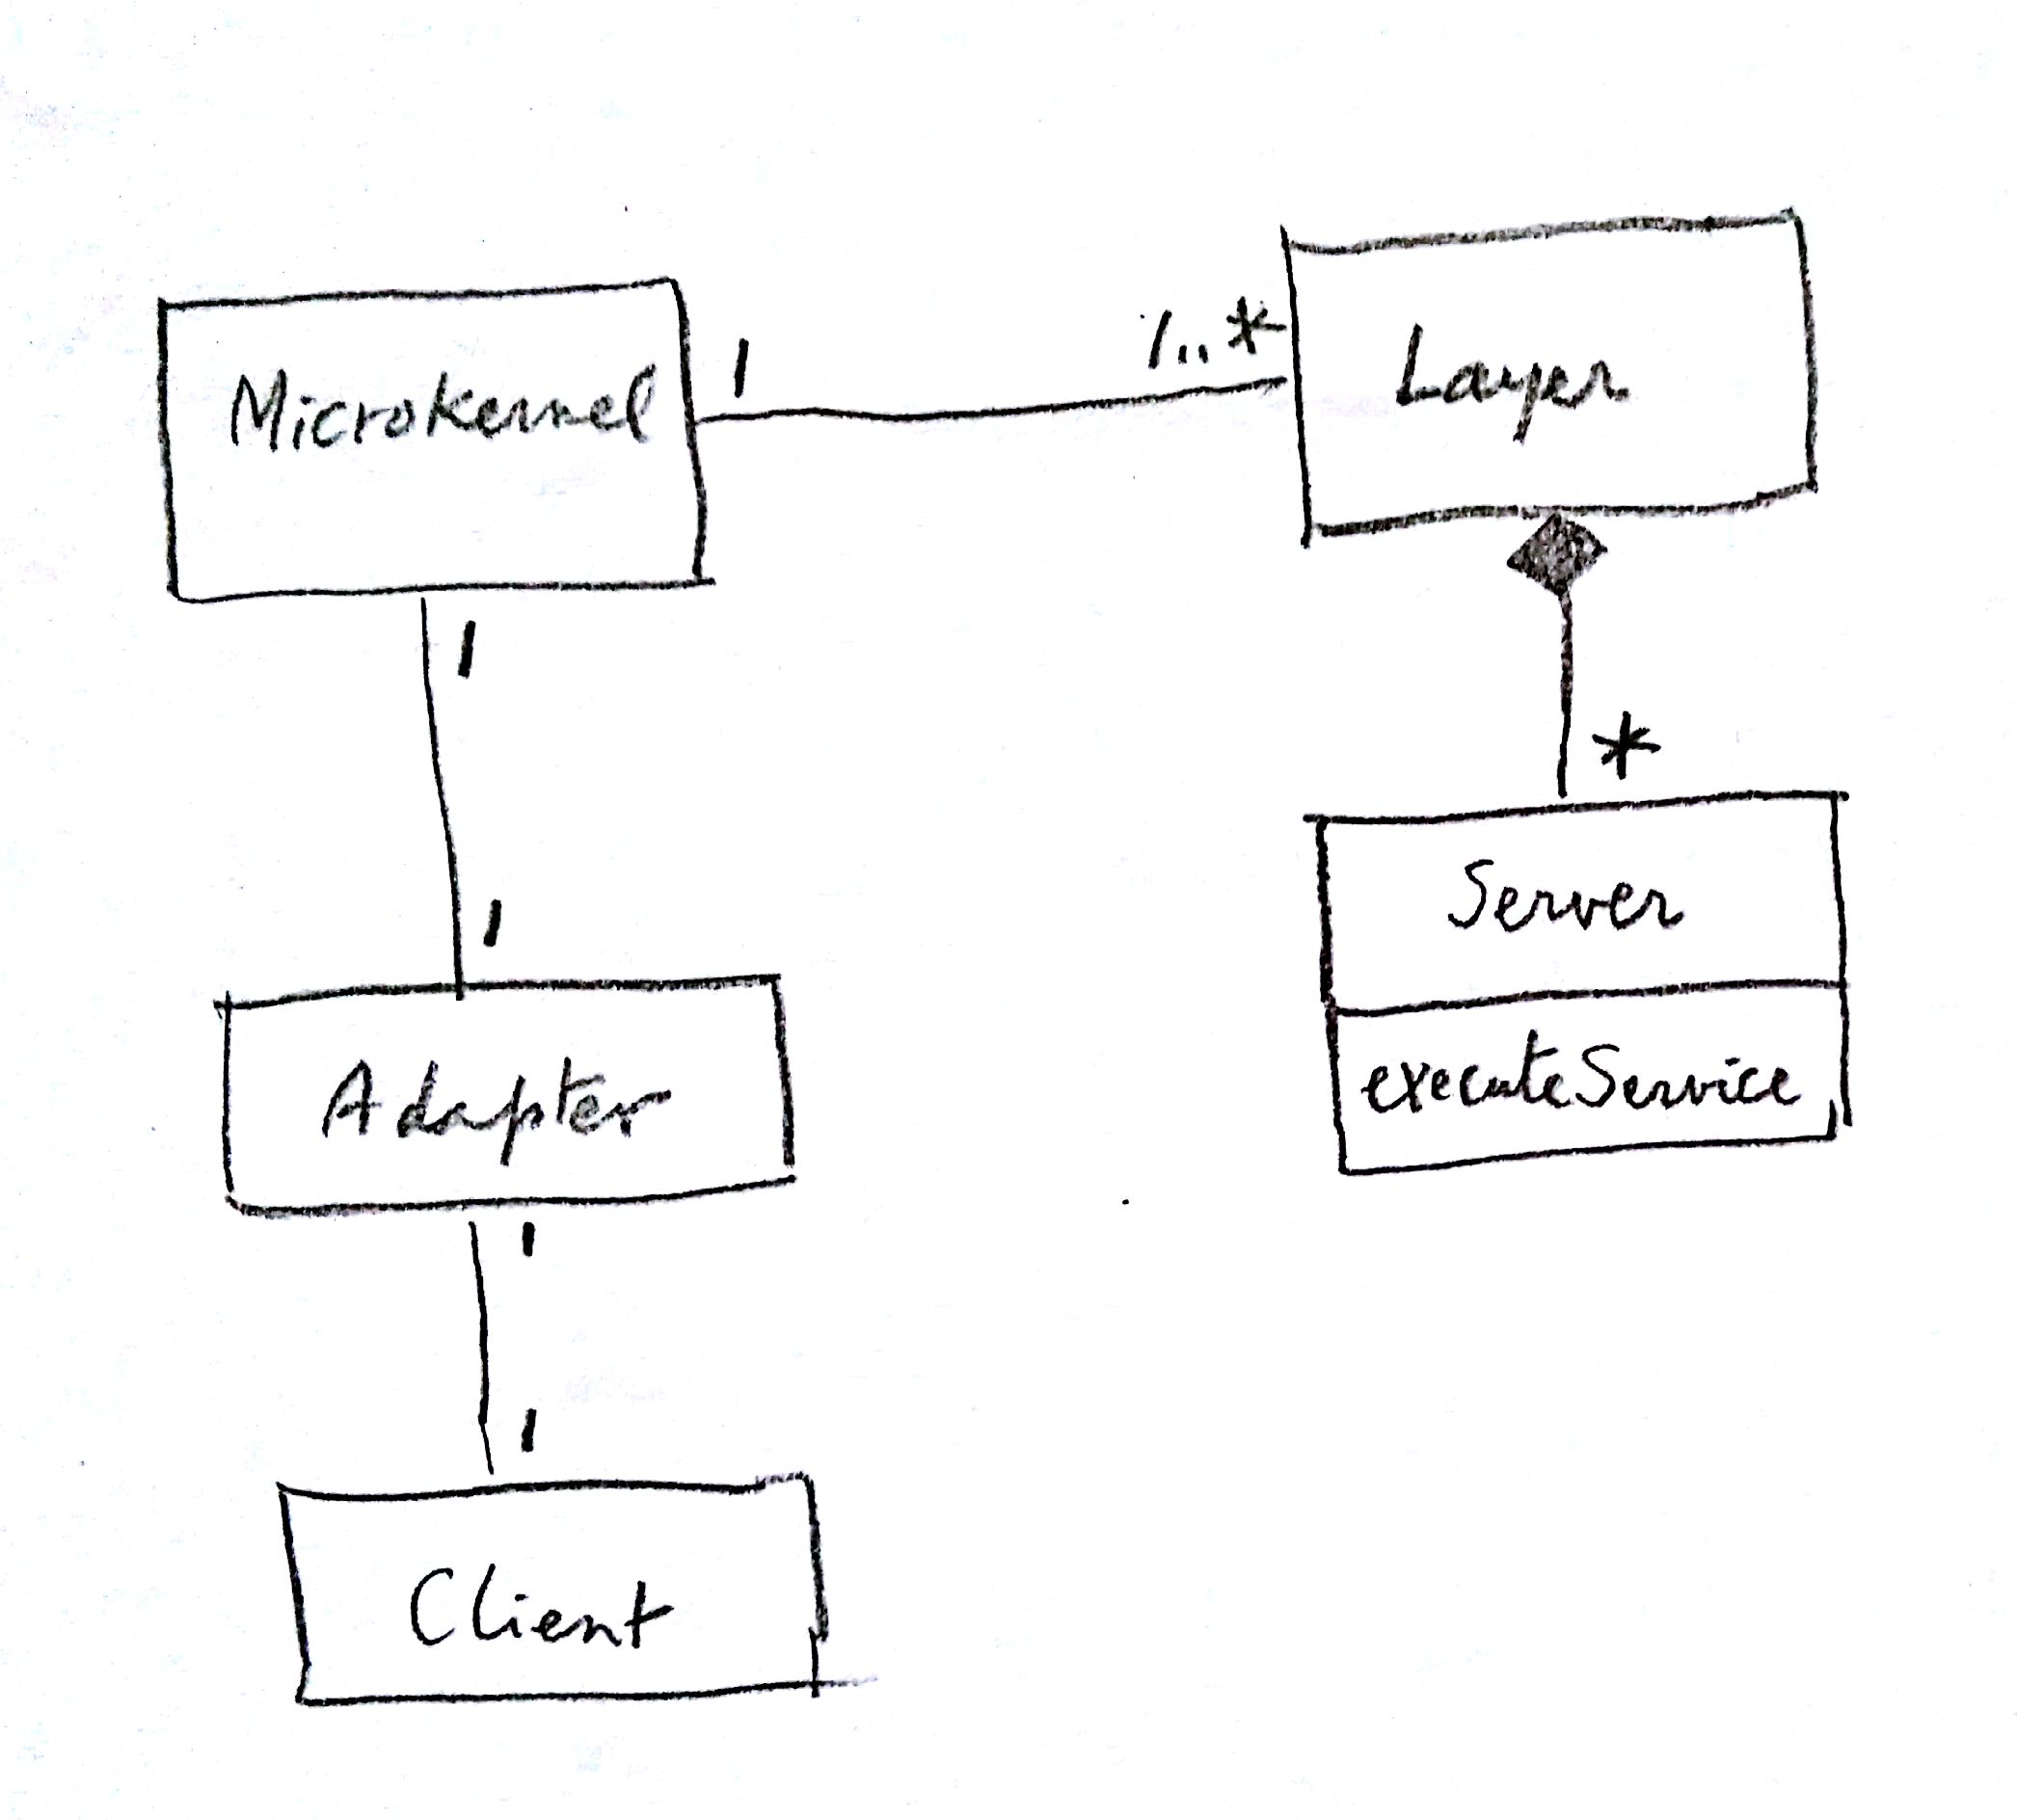 Microkernel
1
1..*
Layer
1
*
1
Server
executeService
Adapter
1
1
Client